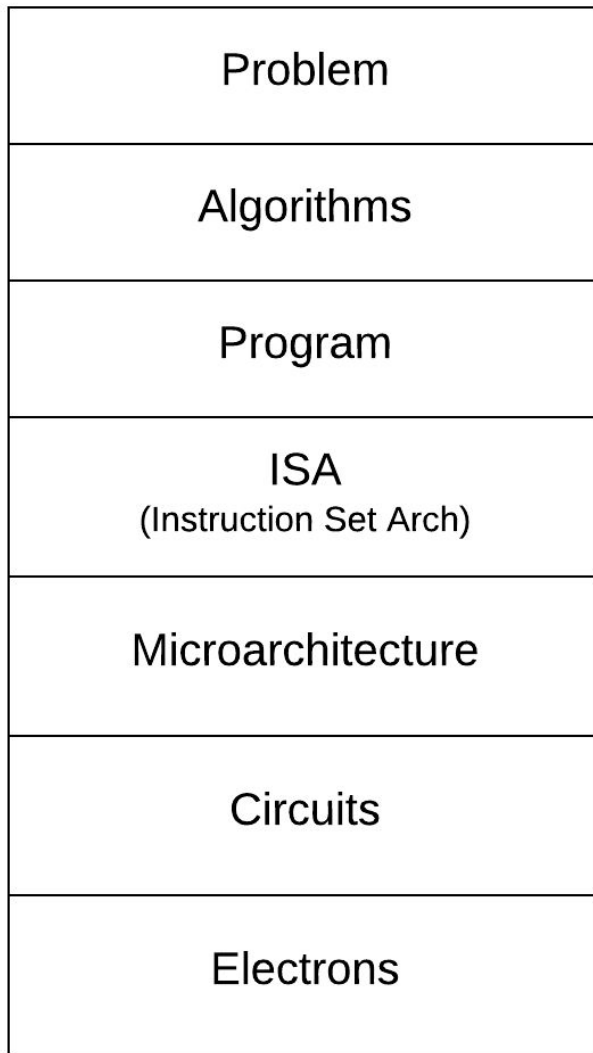 Problem
Algorithms
Program
ISA
(Instruction Set Arch)
Microarchitecture
Circuits
Electrons